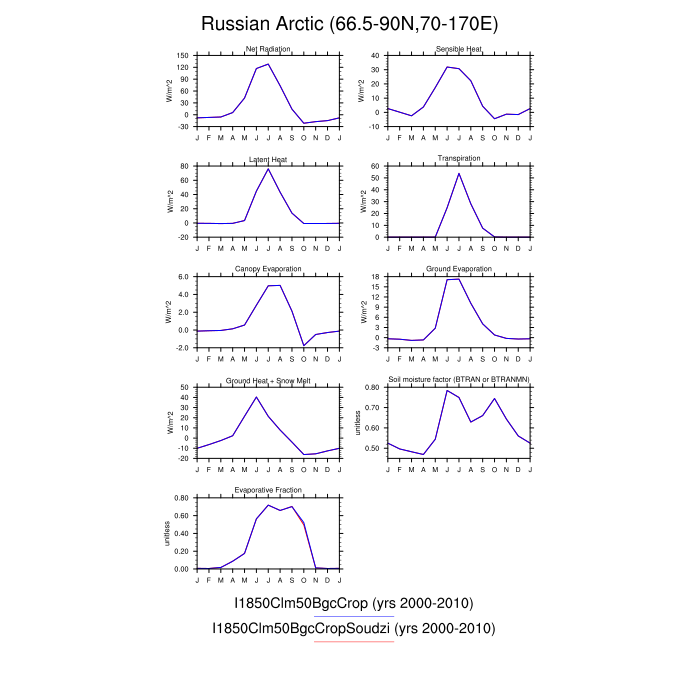 Russian Arctic (66.5-90N,70-170E)
Net Radiation
Sensible Heat
150
120
90
60
30
0
-30
W/m^2
J F M A M J J A S O N D J
40
30
20
10
0
-10
W/m^2
J F M A M J J A S O N D J
Latent Heat
Transpiration
80
60
40
20
0
-20
W/m^2
J F M A M J J A S O N D J
60
50
40
30
20
10
0
W/m^2
J F M A M J J A S O N D J
Canopy Evaporation
Ground Evaporation
6.0
4.0
2.0
0.0
-2.0
W/m^2
J F M A M J J A S O N D J
18
15
12
9
6
3
0
-3
W/m^2
J F M A M J J A S O N D J
Ground Heat + Snow Melt
Soil moisture factor (BTRAN or BTRANMN)
50
40
30
20
10
0
-10
-20
W/m^2
J F M A M J J A S O N D J
0.80
0.70
0.60
0.50
unitless
J F M A M J J A S O N D J
Evaporative Fraction
0.80
0.60
0.40
0.20
0.00
unitless
J F M A M J J A S O N D J
I1850Clm50BgcCrop (yrs 2000-2010)
I1850Clm50BgcCropSoudzi (yrs 2000-2010)